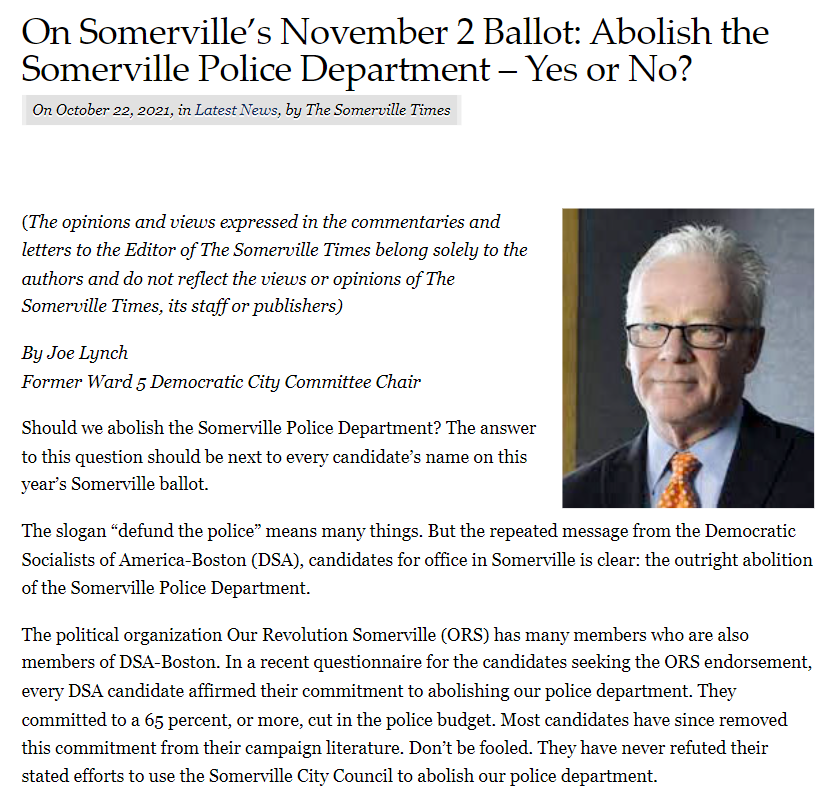 On Somerville’s November 2 Ballot: Abolish the
Somerville Police Department – Yes or No?
On October 22, 2021, in Latest News, by The Somerville Times
(The opinions and views expressed in the commentaries and
letters to the Editor of The Somerville Times belong solely to the
authors and do not reflect the views or opinions of The
Somerville Times, its staff or publishers)
By Joe Lynch
Former Ward 5 Democratic City Committee Chair
Should we abolish the Somerville Police Department? The answer
to this question should be next to every candidate’s name on this
year’s Somerville ballot.
The slogan “defund the police” means many things. But the repeated message from the Democratic
Socialists of America-Boston (DSA), candidates for office in Somerville is clear: the outright abolition
of the Somerville Police Department.
The political organization Our Revolution Somerville (ORS) has many members who are also
members of DSA-Boston. In a recent questionnaire for the candidates seeking the ORS endorsement,
every DSA candidate affirmed their commitment to abolishing our police department. They
committed to a 65 percent, or more, cut in the police budget. Most candidates have since removed
this commitment from their campaign literature. Don’t be fooled. They have never refuted their
stated efforts to use the Somerville City Council to abolish our police department.